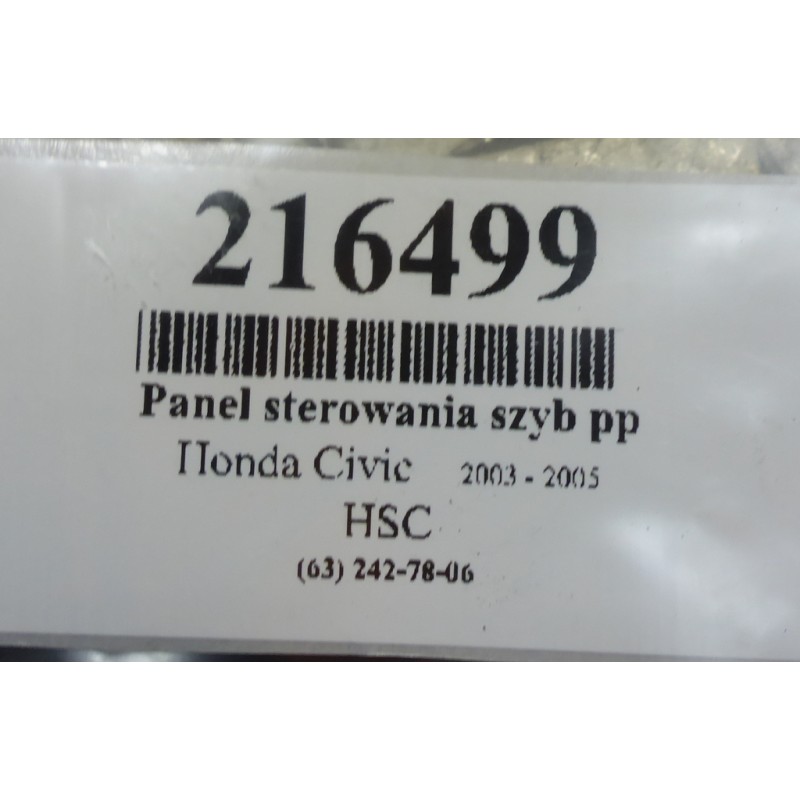 216499
Panel sterowania szyb pp
Honda Civic 2003 - 2005
HSC
(63) 242-78-06